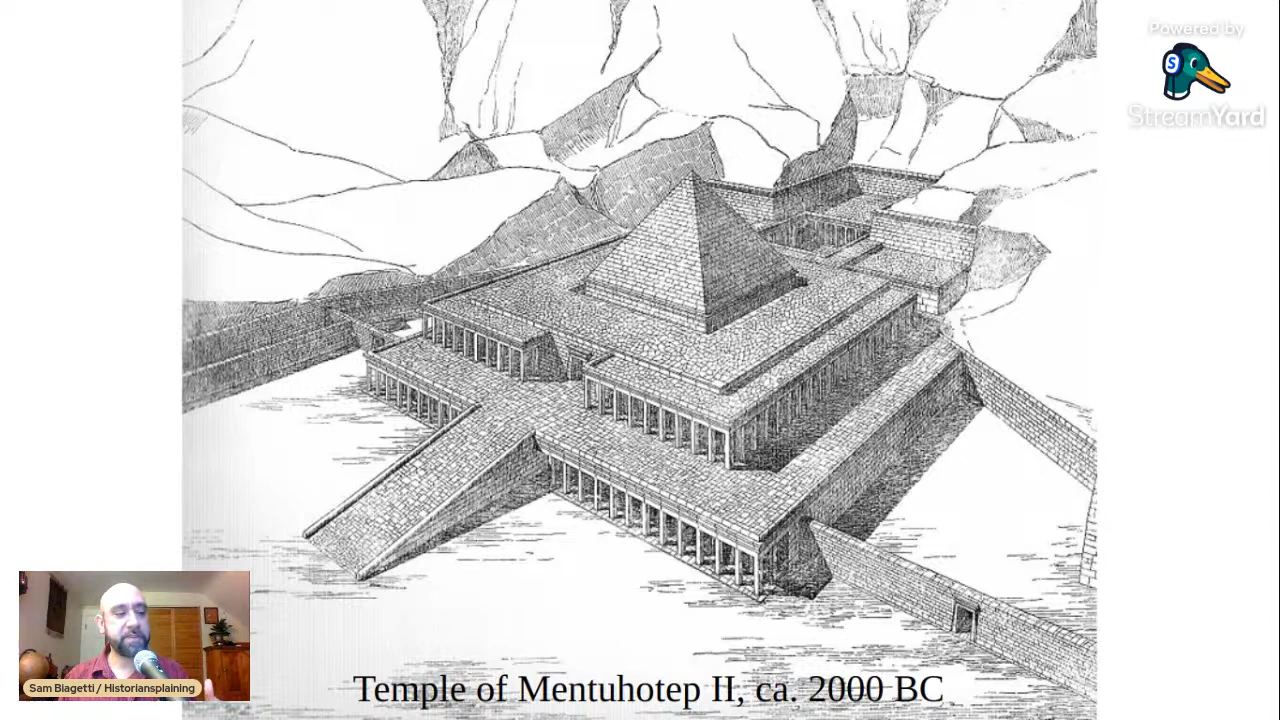 Powered by
S
StreamYard
Sam Biagetti / Historiansplaining
Temple of Mentuhotep II, ca. 2000 BC